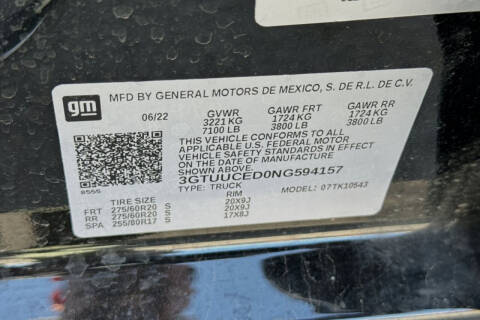 gm
MFD BY GENERAL MOTORS DE MEXICO, S. DE R.L. DE C.V.
06/22 GVWR GAWR FRT GAWR RR
3221 KG 1724 KG 1724 KG
7100 LB 3800 LB 3800 LB
THIS VEHICLE CONFORMS TO ALL
APPLICABLE U.S. FEDERAL MOTOR
VEHICLE SAFETY STANDARDS IN EFFECT
ON THE DATE OF MANUFACTURE
3GTUUCED0NG594157
TYPE: TRUCK MODEL: 07TK10543
TIRE SIZE RIM
FRT 275/60R20 S 20X9J
RR 275/60R20 S 20X9J
SPA 255/80R17 S 17X8J